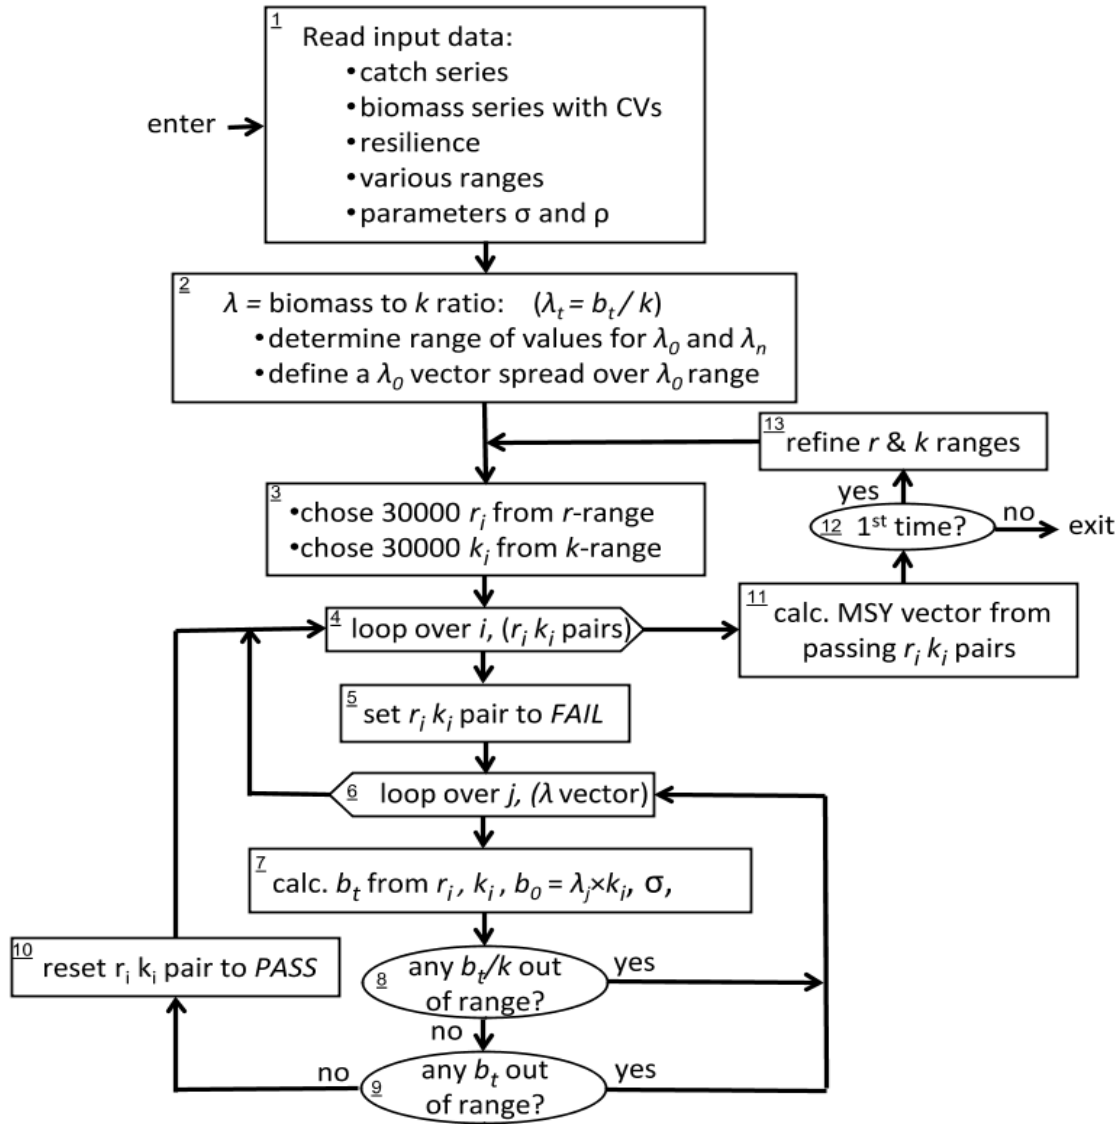 1
Read input data:
•catch series
•biomass series with CVs
enter
•resilience
•various ranges
•parameters σ and ρ
2
λ = biomass to k ratio: (λt = bt / k)
•determine range of values for λ0 and λn
•define a λ0 vector spread over λ0 range
13
refine r & k ranges
3
•chose 30000 ri from r-range
•chose 30000 ki from k-range
yes
12 1st time?
no
exit
4 loop over i, (ri ki pairs)
11
calc. MSY vector from
passing ri ki pairs
5
set ri ki pair to FAIL
6 loop over j, (λ vector)
7
calc. bt from ri , ki , b0 = λj×ki, σ,
10
reset ri ki pair to PASS
8
any bt/k out
of range?
yes
no
9
any bt out
of range?
no
yes